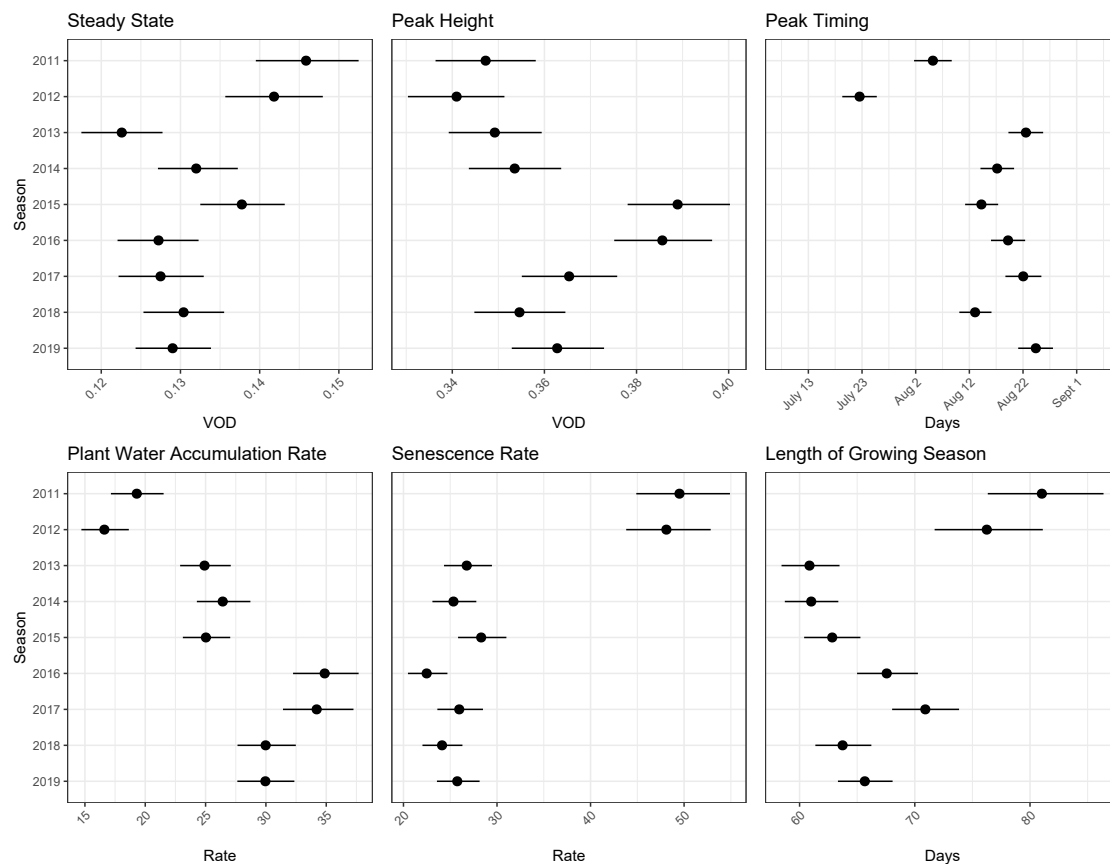 Steady State
Peak Height
Peak Timing
Season
2011
2012
2013
2014
2015
2016
2017
2018
2019
0.12
0.13
0.14
0.15
VOD
0.34
0.36
0.38
0.40
VOD
July 13
July 23
Aug 2
Aug 12
Aug 22
Sept 1
Days
Plant Water Accumulation Rate
Senescence Rate
Length of Growing Season
Season
2011
2012
2013
2014
2015
2016
2017
2018
2019
15
20
25
30
35
Rate
20
30
40
50
Rate
60
70
80
Days